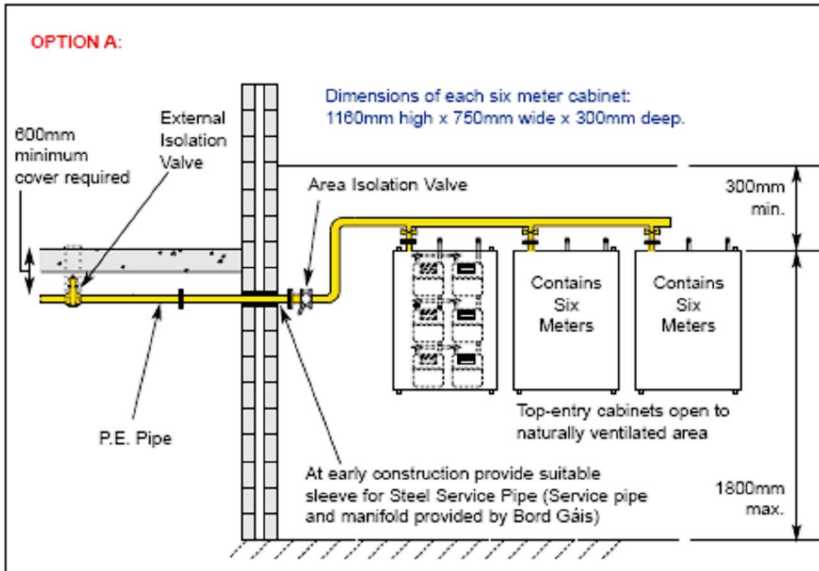 OPTION A:
Dimensions of each six meter cabinet:
1160mm high x 750mm wide x 300mm deep.
External
Isolation
Valve
600mm
minimum
cover required
Area Isolation Valve
300mm
min.
Contains
Six
Meters
Contains
Six
Meters
P.E. Pipe
Top-entry cabinets open to
naturally ventilated area
At early construction provide suitable
sleeve for Steel Service Pipe (Service pipe
and manifold provided by Bord Gáis)
1800mm
max.